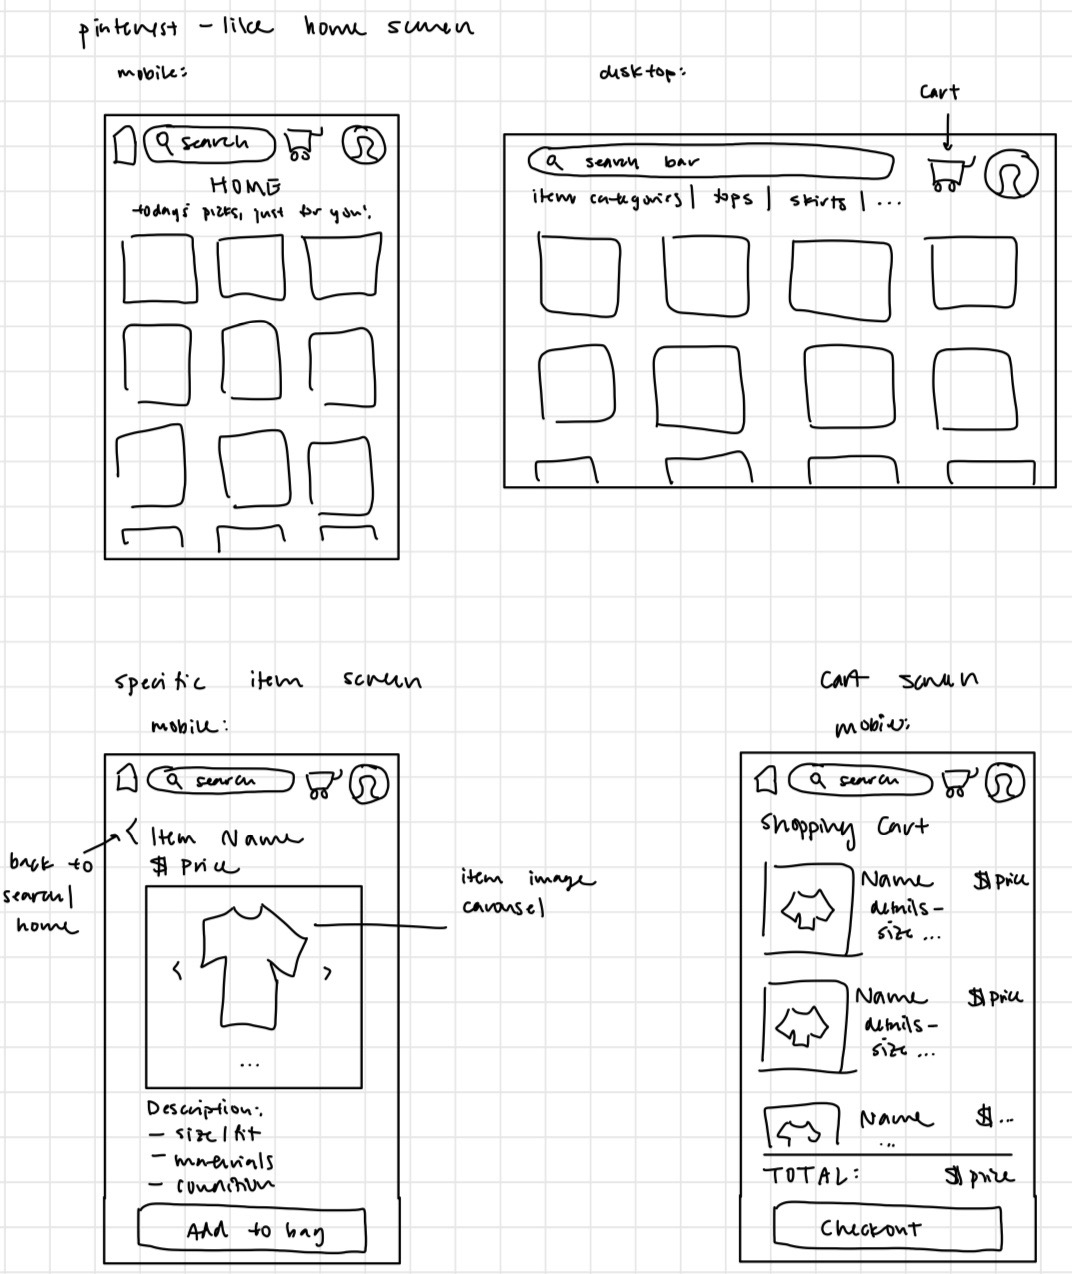 pinterest - like home screen
mobile:
desktop:
cart
search
HOME
todays picks, just for you!
search bar
item categories | tops | skirts | ...
specific item screen
mobile:
search
< Item Name
$ Price
back to
search/
home
item image
carousel
< >
...
Description:
- size / fit
- materials
- condition
Add to bag
cart screen
mobile:
search
Shopping Cart
Name $ price
details -
size ...
Name $ price
details -
size ...
Name $...
...
TOTAL: $ price
Checkout